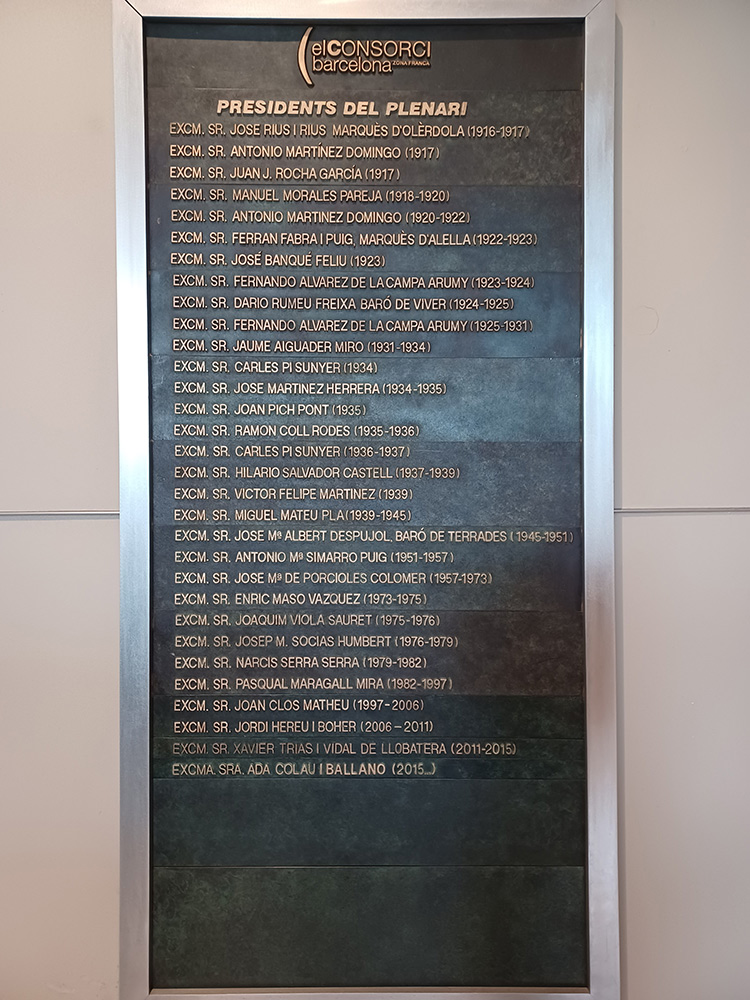 elCONSORCI
barcelona ZONA FRANCA
PRESIDENTS DEL PLENARI
EXCM. SR. JOSE RIUS I RIUS MARQUÈS D'OLÈRDOLA (1916-1917)
EXCM. SR. ANTONIO MARTÍNEZ DOMINGO (1917)
EXCM. SR. JUAN J. ROCHA GARCÍA (1917)
EXCM. SR. MANUEL MORALES PAREJA (1918-1920)
EXCM. SR. ANTONIO MARTINEZ DOMINGO (1920-1922)
EXCM. SR. FERRAN FABRA I PUIG, MARQUÈS D'ALELLA (1922-1923)
EXCM. SR. JOSÉ BANQUÉ FELIU (1923)
EXCM. SR. FERNANDO ALVAREZ DE LA CAMPA ARUMY (1923-1924)
EXCM. SR. DARIO RUMEU FREIXA BARÓ DE VIVER (1924-1925)
EXCM. SR. FERNANDO ALVAREZ DE LA CAMPA ARUMY (1925-1931)
EXCM. SR. JAUME AIGUADER MIRO (1931-1934)
EXCM. SR. CARLES PI SUNYER (1934)
EXCM. SR. JOSE MARTINEZ HERRERA (1934-1935)
EXCM. SR. JOAN PICH PONT (1935)
EXCM. SR. RAMON COLL RODES (1935-1936)
EXCM. SR. CARLES PI SUNYER (1936-1937)
EXCM. SR. HILARIO SALVADOR CASTELL (1937-1939)
EXCM. SR. VICTOR FELIPE MARTINEZ (1939)
EXCM. SR. MIGUEL MATEU PLA (1939-1945)
EXCM. SR. JOSE Mª ALBERT DESPUJOL, BARÓ DE TERRADES (1945-1951)
EXCM. SR. ANTONIO Mª SIMARRO PUIG (1951-1957)
EXCM. SR. JOSE Mª DE PORCIOLES COLOMER (1957-1973)
EXCM. SR. ENRIC MASO VAZQUEZ (1973-1975)
EXCM. SR. JOAQUIM VIOLA SAURET (1975-1976)
EXCM. SR. JOSEP M. SOCIAS HUMBERT (1976-1979)
EXCM. SR. NARCIS SERRA SERRA (1979-1982)
EXCM. SR. PASQUAL MARAGALL MIRA (1982-1997)
EXCM. SR. JOAN CLOS MATHEU (1997-2006)
EXCM. SR. JORDI HEREU I BOHER (2006-2011)
EXCM. SR. XAVIER TRIAS I VIDAL DE LLOBATERA (2011-2015)
EXCMA. SRA. ADA COLAU I BALLANO (2015...)